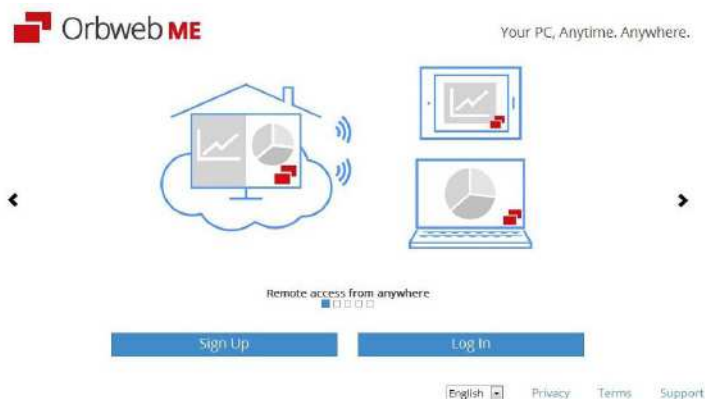 Orbweb ME
Your PC, Anytime. Anywhere.
Remote access from anywhere
Sign Up
Log In
English
Privacy
Terms
Support